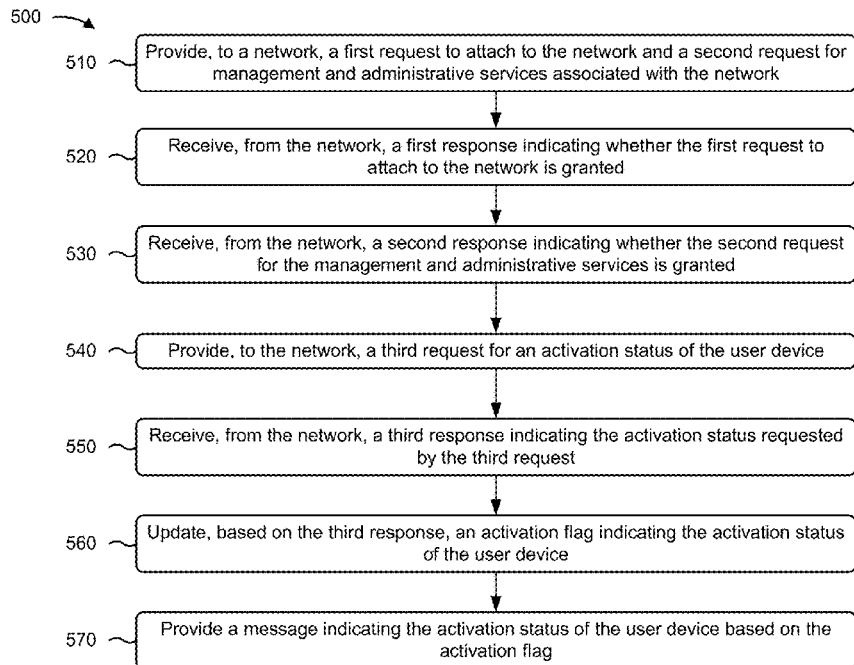 500
510
Provide, to a network, a first request to attach to the network and a second request for
management and administrative services associated with the network
520
Receive, from the network, a first response indicating whether the first request to
attach to the network is granted
530
Receive, from the network, a second response indicating whether the second request
for the management and administrative services is granted
540
Provide, to the network, a third request for an activation status of the user device
550
Receive, from the network, a third response indicating the activation status requested
by the third request
560
Update, based on the third response, an activation flag indicating the activation status
of the user device
570
Provide a message indicating the activation status of the user device based on the
activation flag